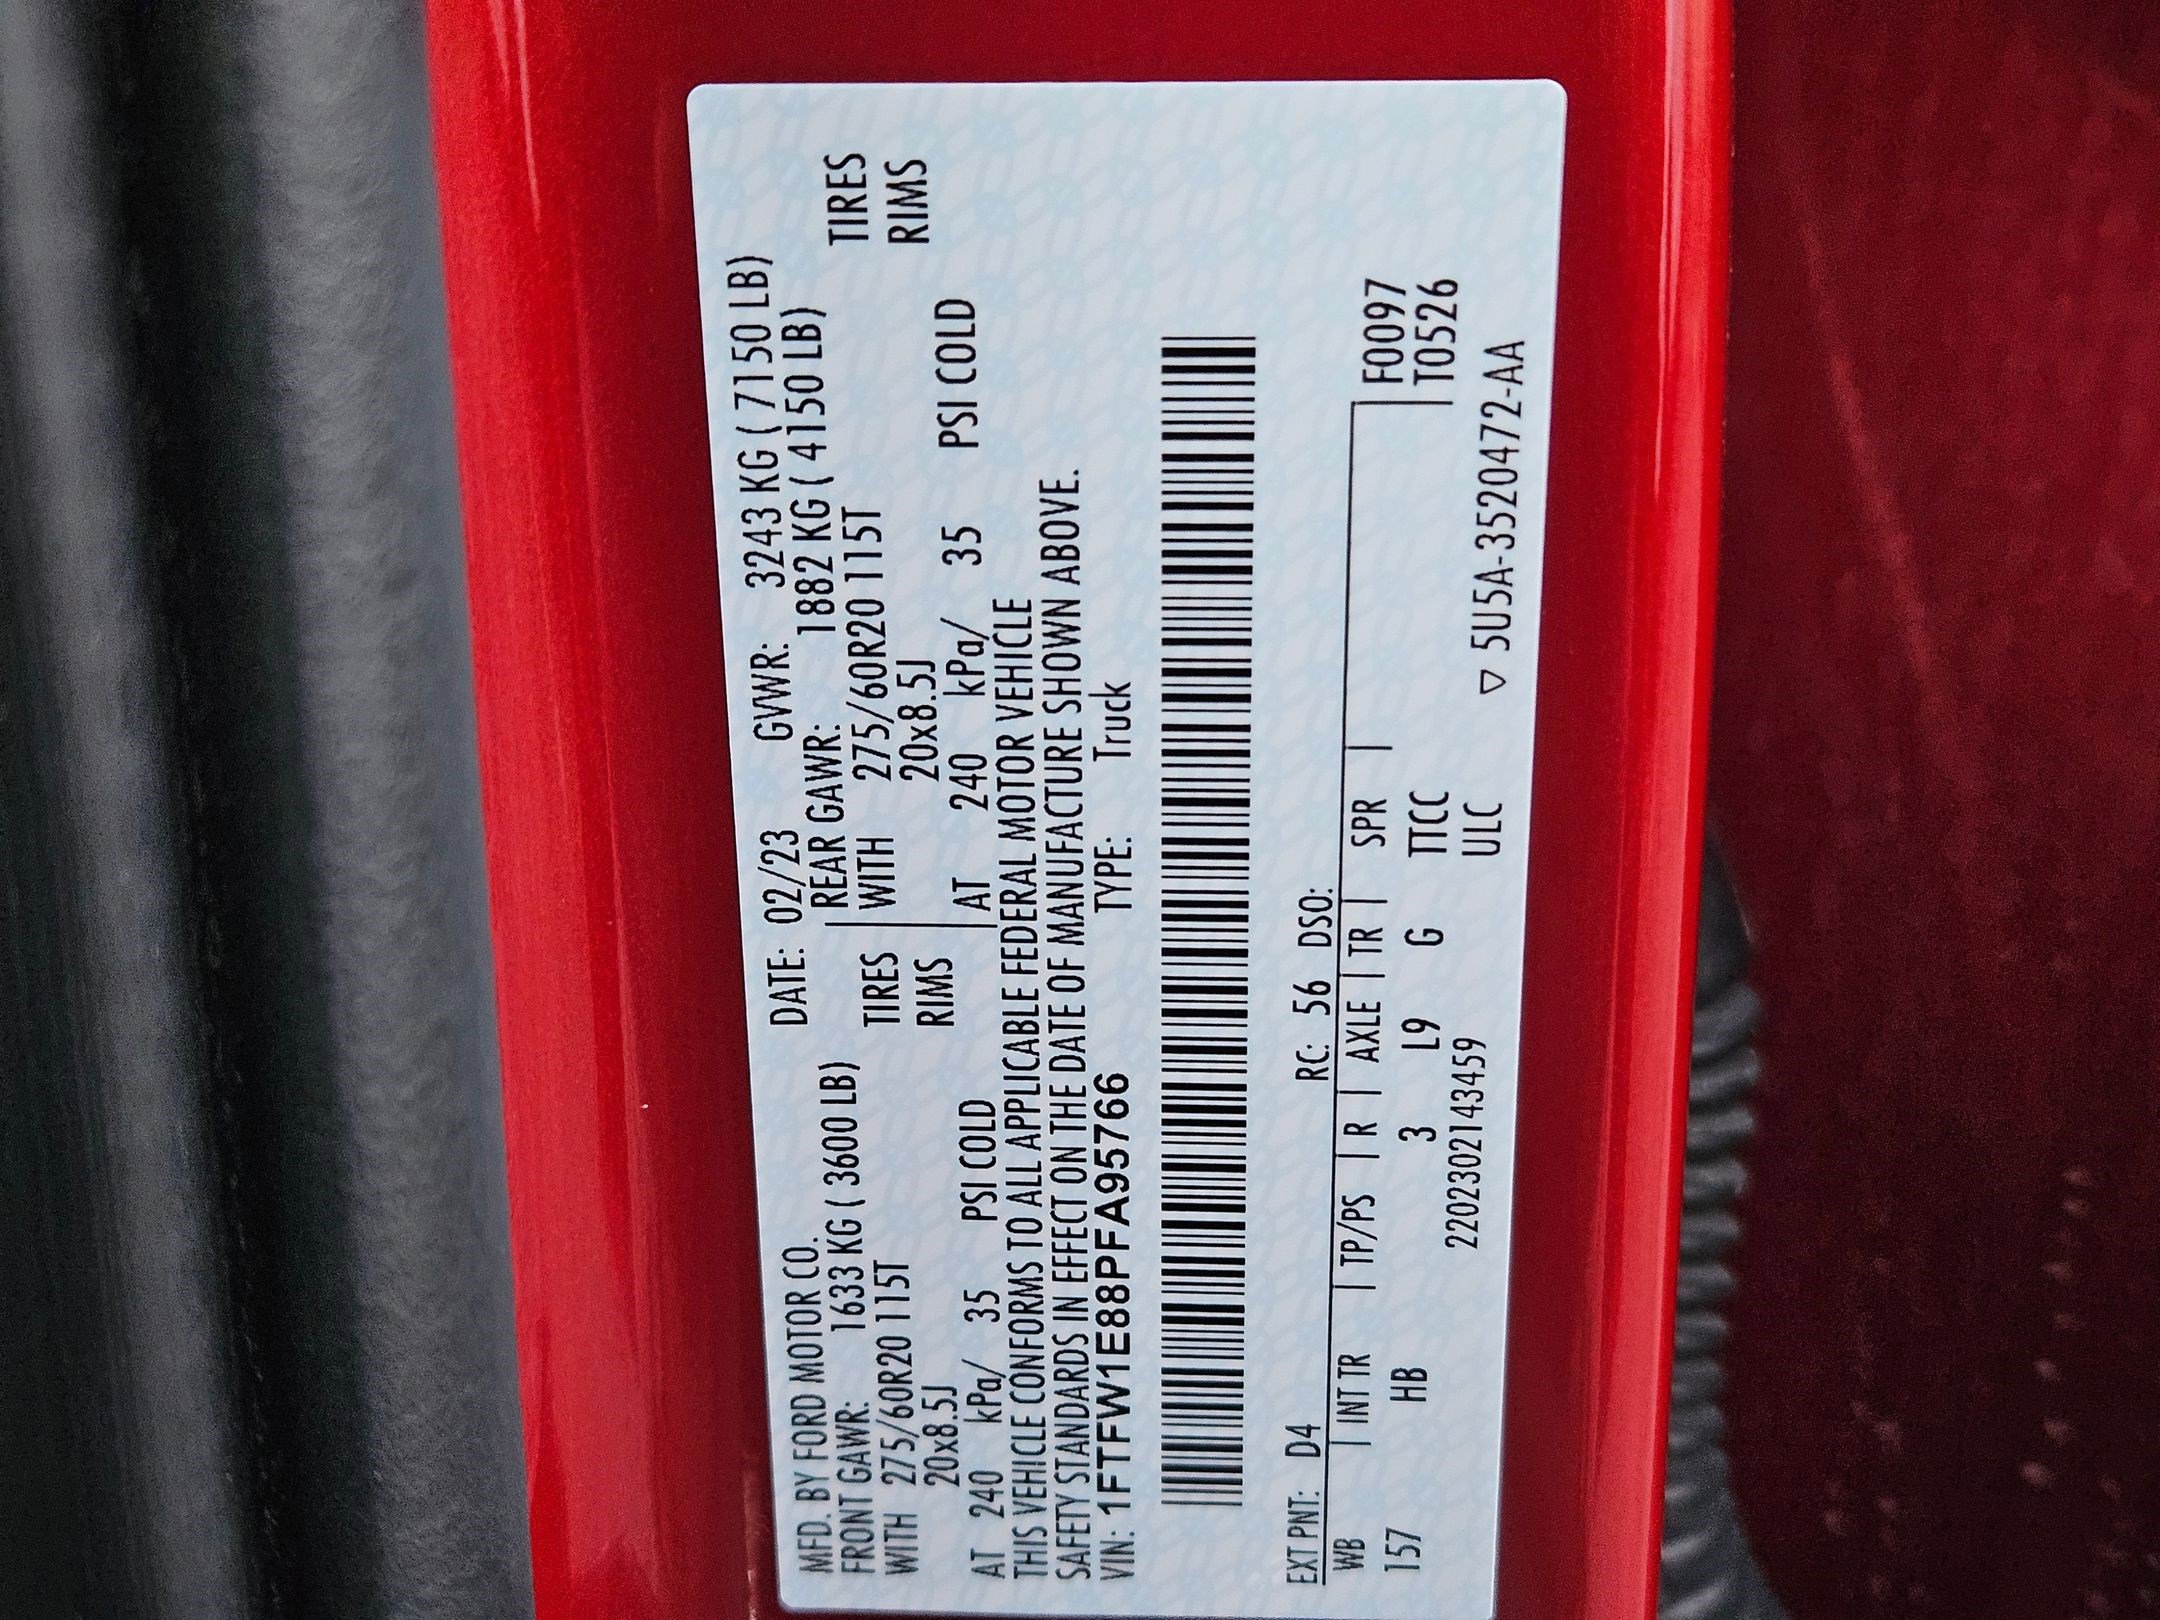 MFD. BY FORD MOTOR CO. DATE: 02/23 GVWR: 3243 KG ( 7150 LB)
FRONT GAWR: 1633 KG ( 3600 LB) REAR GAWR: 1882 KG ( 4150 LB)
WITH 275/60R20 115T TIRES WITH 275/60R20 115T TIRES
20x8.5J RIMS 20x8.5J RIMS
AT 240 kPa/ 35 PSI COLD AT 240 kPa/ 35 PSI COLD
THIS VEHICLE CONFORMS TO ALL APPLICABLE FEDERAL MOTOR VEHICLE
SAFETY STANDARDS IN EFFECT ON THE DATE OF MANUFACTURE SHOWN ABOVE.
VIN: 1FTFW1E88PFA95766 TYPE: Truck
EXT PNT: D4 RC: 56 DSO:
WB | INT TR | TP/PS | R | AXLE | TR | SPR | F0097
157 HB 3 L9 G TTCC T0526
2202302143459 ULC
▽ 5U5A-3520472-AA